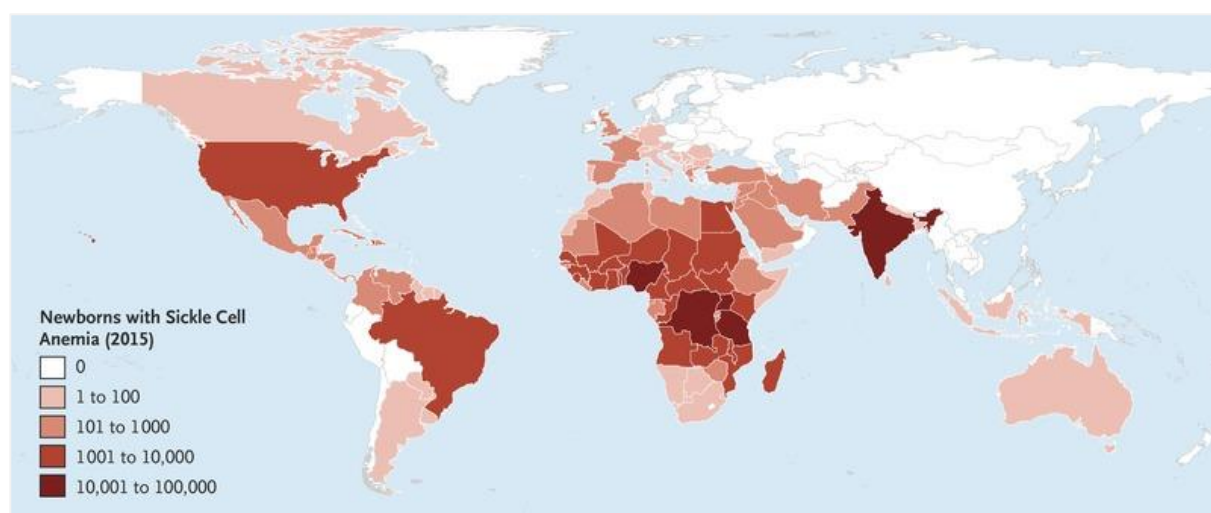 Newborns with Sickle Cell
Anemia (2015)
0
1 to 100
101 to 1000
1001 to 10,000
10,001 to 100,000